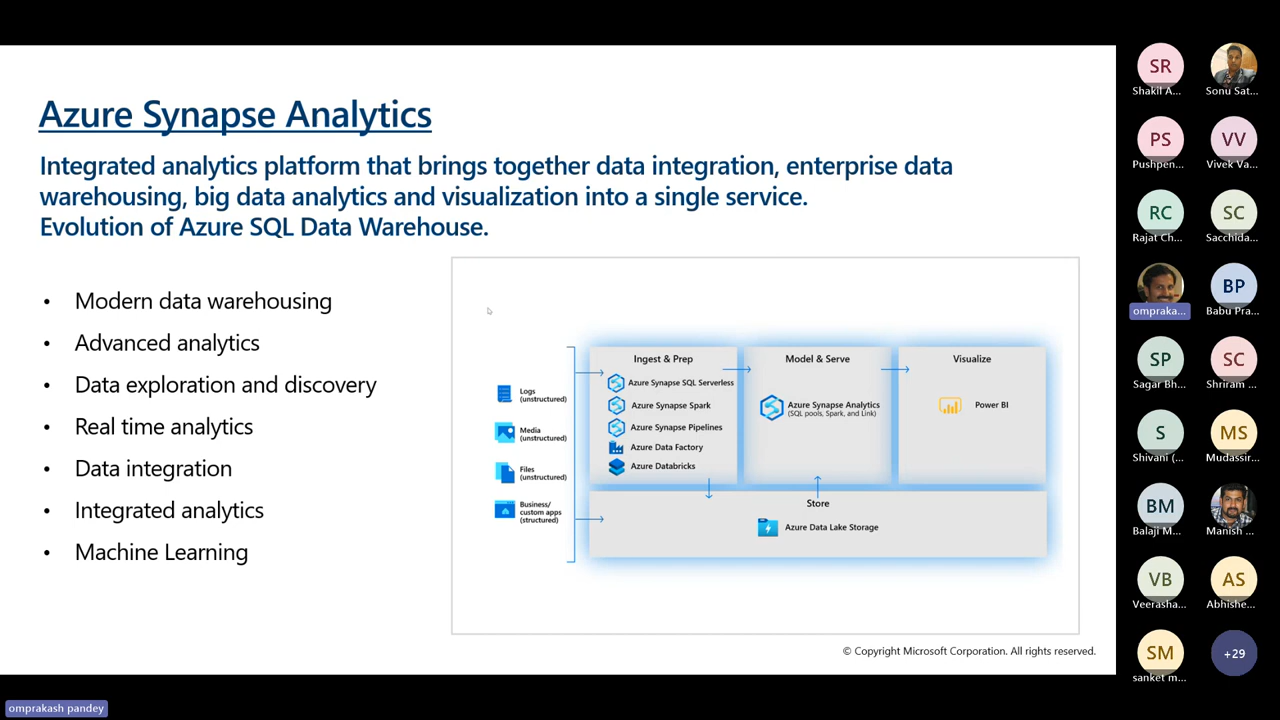 Azure Synapse Analytics
Integrated analytics platform that brings together data integration, enterprise data
warehousing, big data analytics and visualization into a single service.
Evolution of Azure SQL Data Warehouse.
• Modern data warehousing
• Advanced analytics
• Data exploration and discovery
• Real time analytics
• Data integration
• Integrated analytics
• Machine Learning
Logs
(unstructured)
Media
(unstructured)
Files
(unstructured)
Business/
custom apps
(structured)
Ingest & Prep
Azure Synapse SQL Serverless
Azure Synapse Spark
Azure Synapse Pipelines
Azure Data Factory
Azure Databricks
Model & Serve
Azure Synapse Analytics
(SQL pools, Spark, and Link)
Visualize
Power BI
Store
Azure Data Lake Storage
© Copyright Microsoft Corporation. All rights reserved.
SR
Shakil A...
Sonu Sat...
PS
Pushpen...
VV
Vivek Va...
RC
Rajat Ch...
SC
Sacchida...
ompraka...
BP
Babu Pra...
SP
Sagar Bh...
SC
Shriram ...
S
Shivani (...
MS
Mudassir...
BM
Balaji M...
Manish ...
VB
Veerasha...
AS
Abhishe...
SM
sanket m...
+29
omprakash pandey